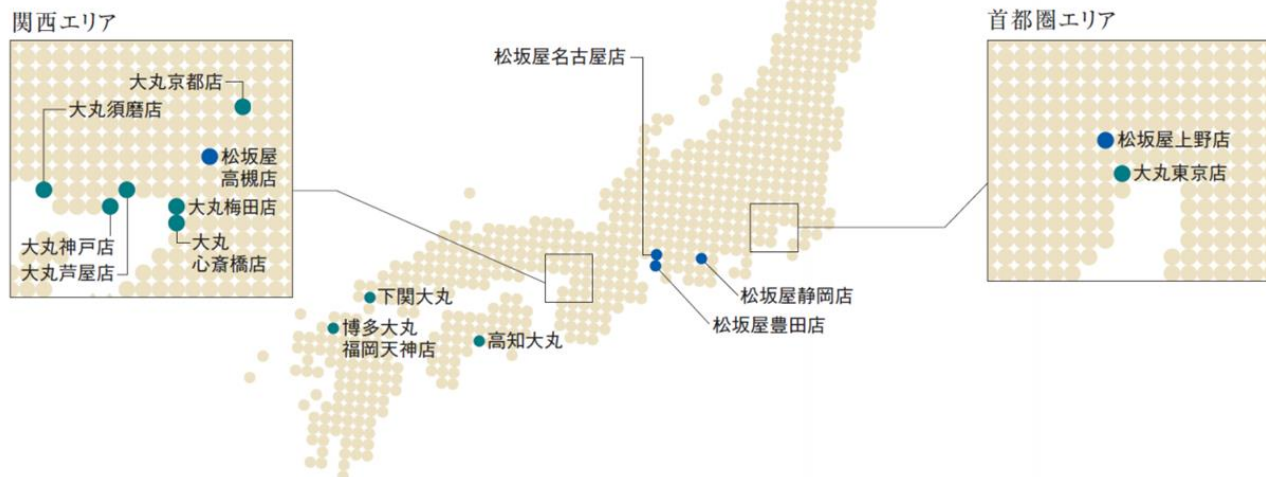 関西エリア
大丸京都店
大丸須磨店
松坂屋
高槻店
大丸梅田店
大丸
心斎橋店
大丸神戸店
大丸芦屋店
松坂屋名古屋店
首都圏エリア
松坂屋上野店
大丸東京店
松坂屋静岡店
松坂屋豊田店
下関大丸
博多大丸
福岡天神店
高知大丸